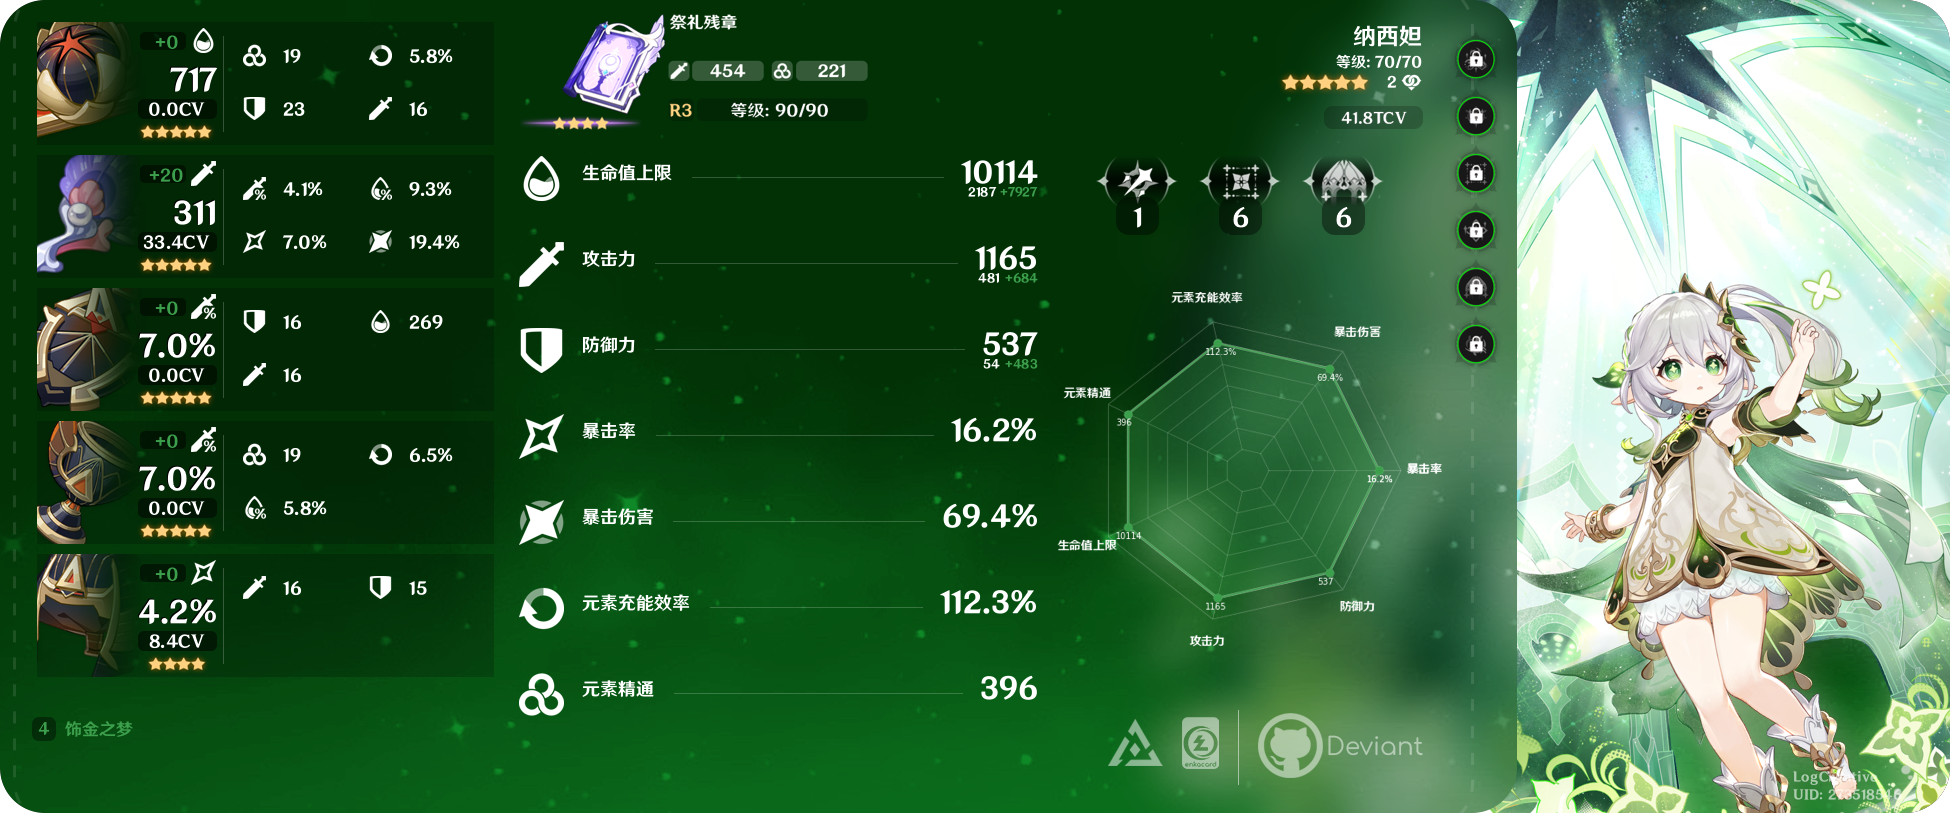 +0
717
0.0CV
19
5.8%
23
16
+20
311
33.4CV
4.1%
9.3%
7.0%
19.4%
+0
7.0%
0.0CV
16
269
16
+0
7.0%
0.0CV
19
6.5%
5.8%
+0
4.2%
8.4CV
16
15
4 饰金之梦
祭礼残章
454 221
R3 等级: 90/90
生命值上限 10114
2187 +7927
攻击力 1165
481 +684
防御力 537
54 +483
暴击率 16.2%
暴击伤害 69.4%
元素充能效率 112.3%
元素精通 396
纳西妲
等级: 70/70
2
41.8TCV
1 6 6
元素充能效率
112.3%
暴击伤害
69.4%
元素精通
396
暴击率
16.2%
生命值上限
10114
537
防御力
1165
攻击力
enkacard
Deviant
UID: